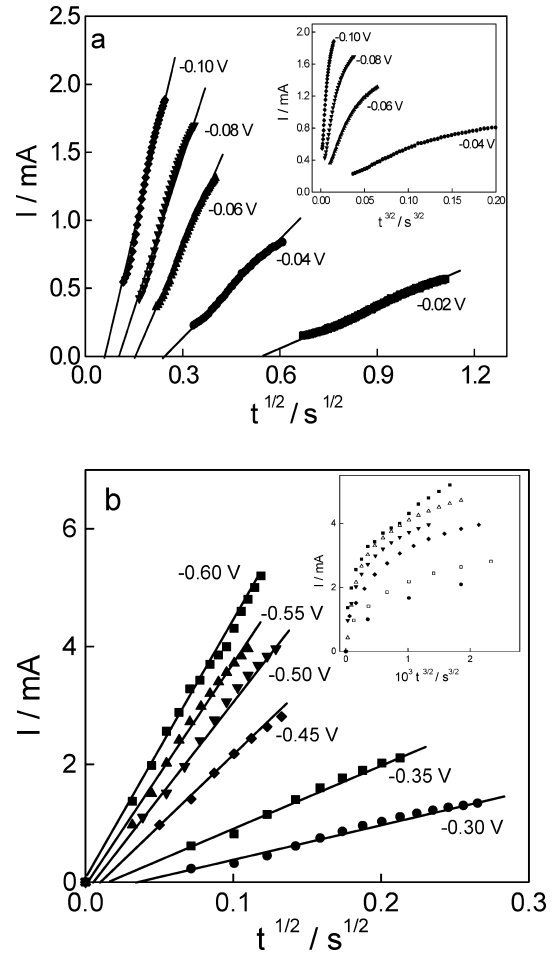 a
2.5
2.0
1.5
1.0
0.5
0.0
I / mA
-0.10 V
-0.08 V
-0.06 V
-0.04 V
-0.02 V
0.0 0.3 0.6 0.9 1.2
t 1/2 / s 1/2
2.0
1.6
1.2
0.8
0.4
0.0
I / mA
-0.10 V
-0.08 V
-0.06 V
-0.04 V
0.00 0.05 0.10 0.15 0.20
t 3/2 / s 3/2
b
6
4
2
0
I / mA
-0.60 V
-0.55 V
-0.50 V
-0.45 V
-0.35 V
-0.30 V
0.0 0.1 0.2 0.3
t 1/2 / s 1/2
4
2
0
I / mA
0 1 2
10 3 t 3/2 / s 3/2